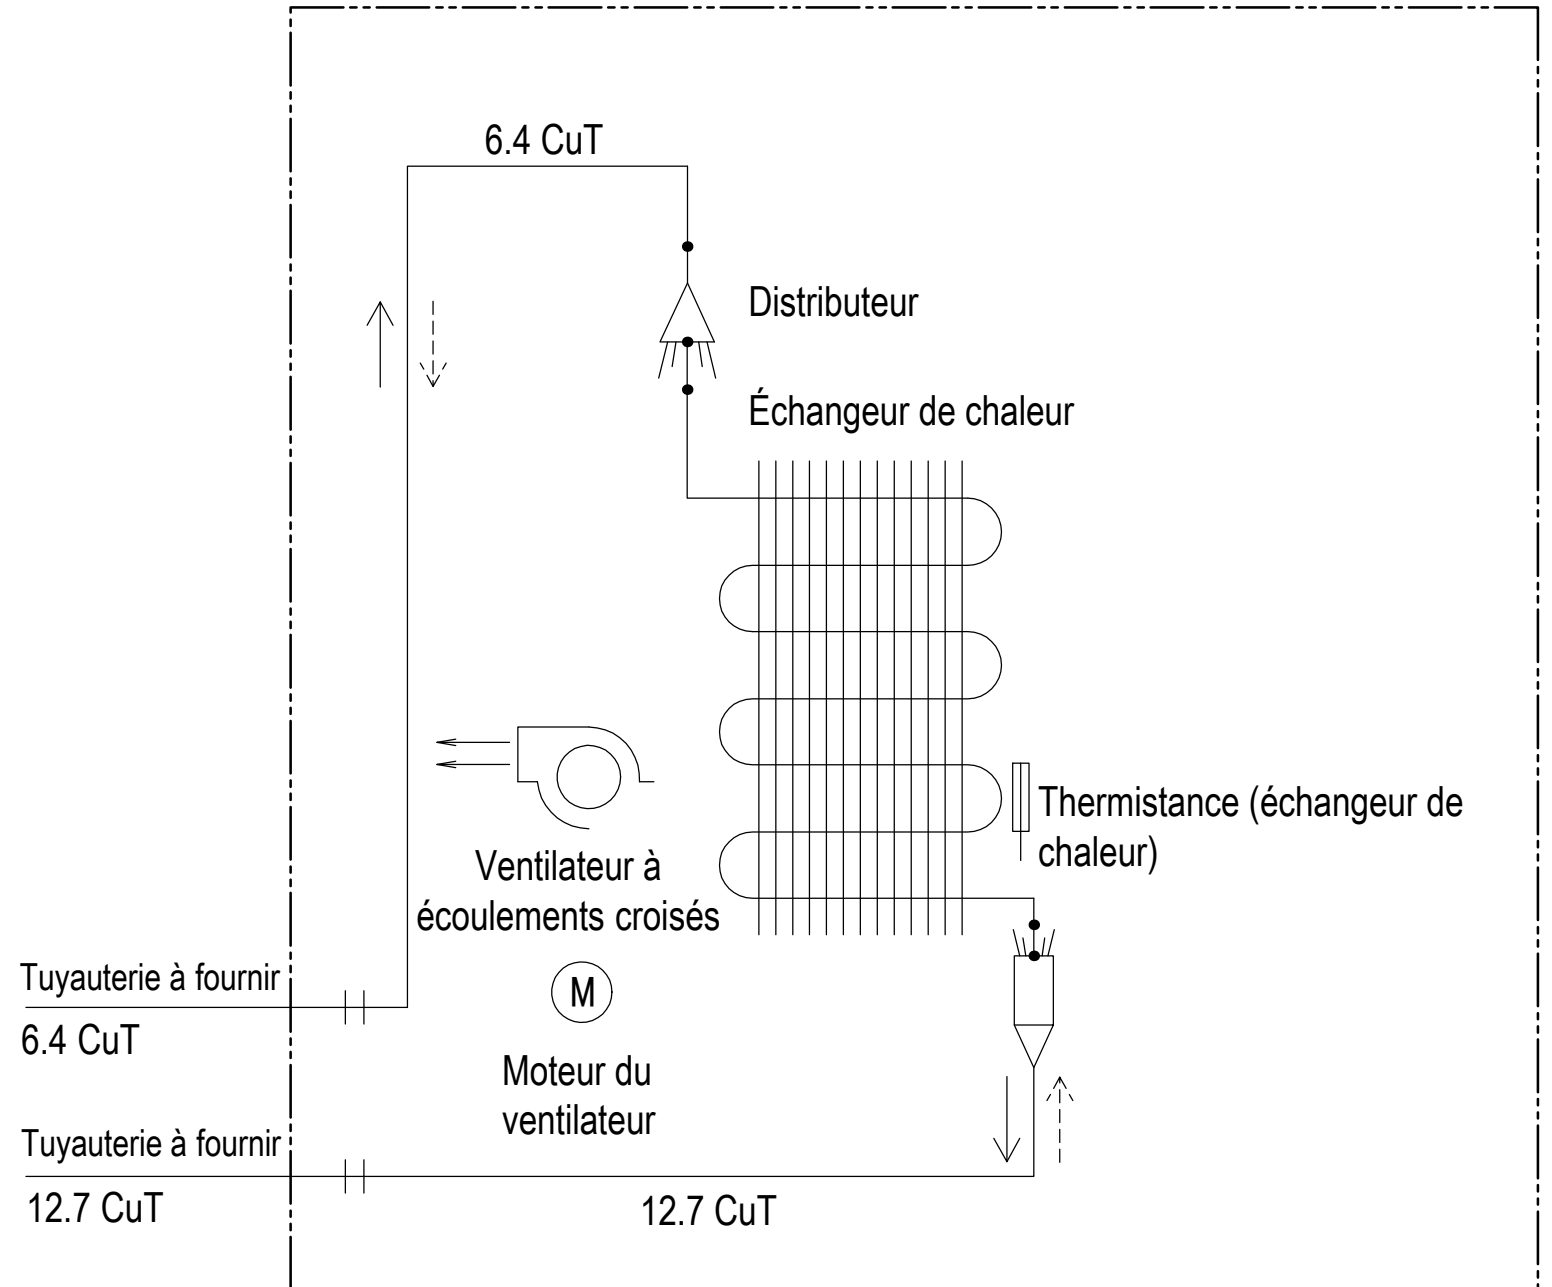 6.4 CuT
Distributeur
Échangeur de chaleur
Thermistance (échangeur de
chaleur)
Ventilateur à
écoulements croisés
Tuyauterie à fournir
6.4 CuT
M
Moteur du
ventilateur
Tuyauterie à fournir
12.7 CuT
12.7 CuT